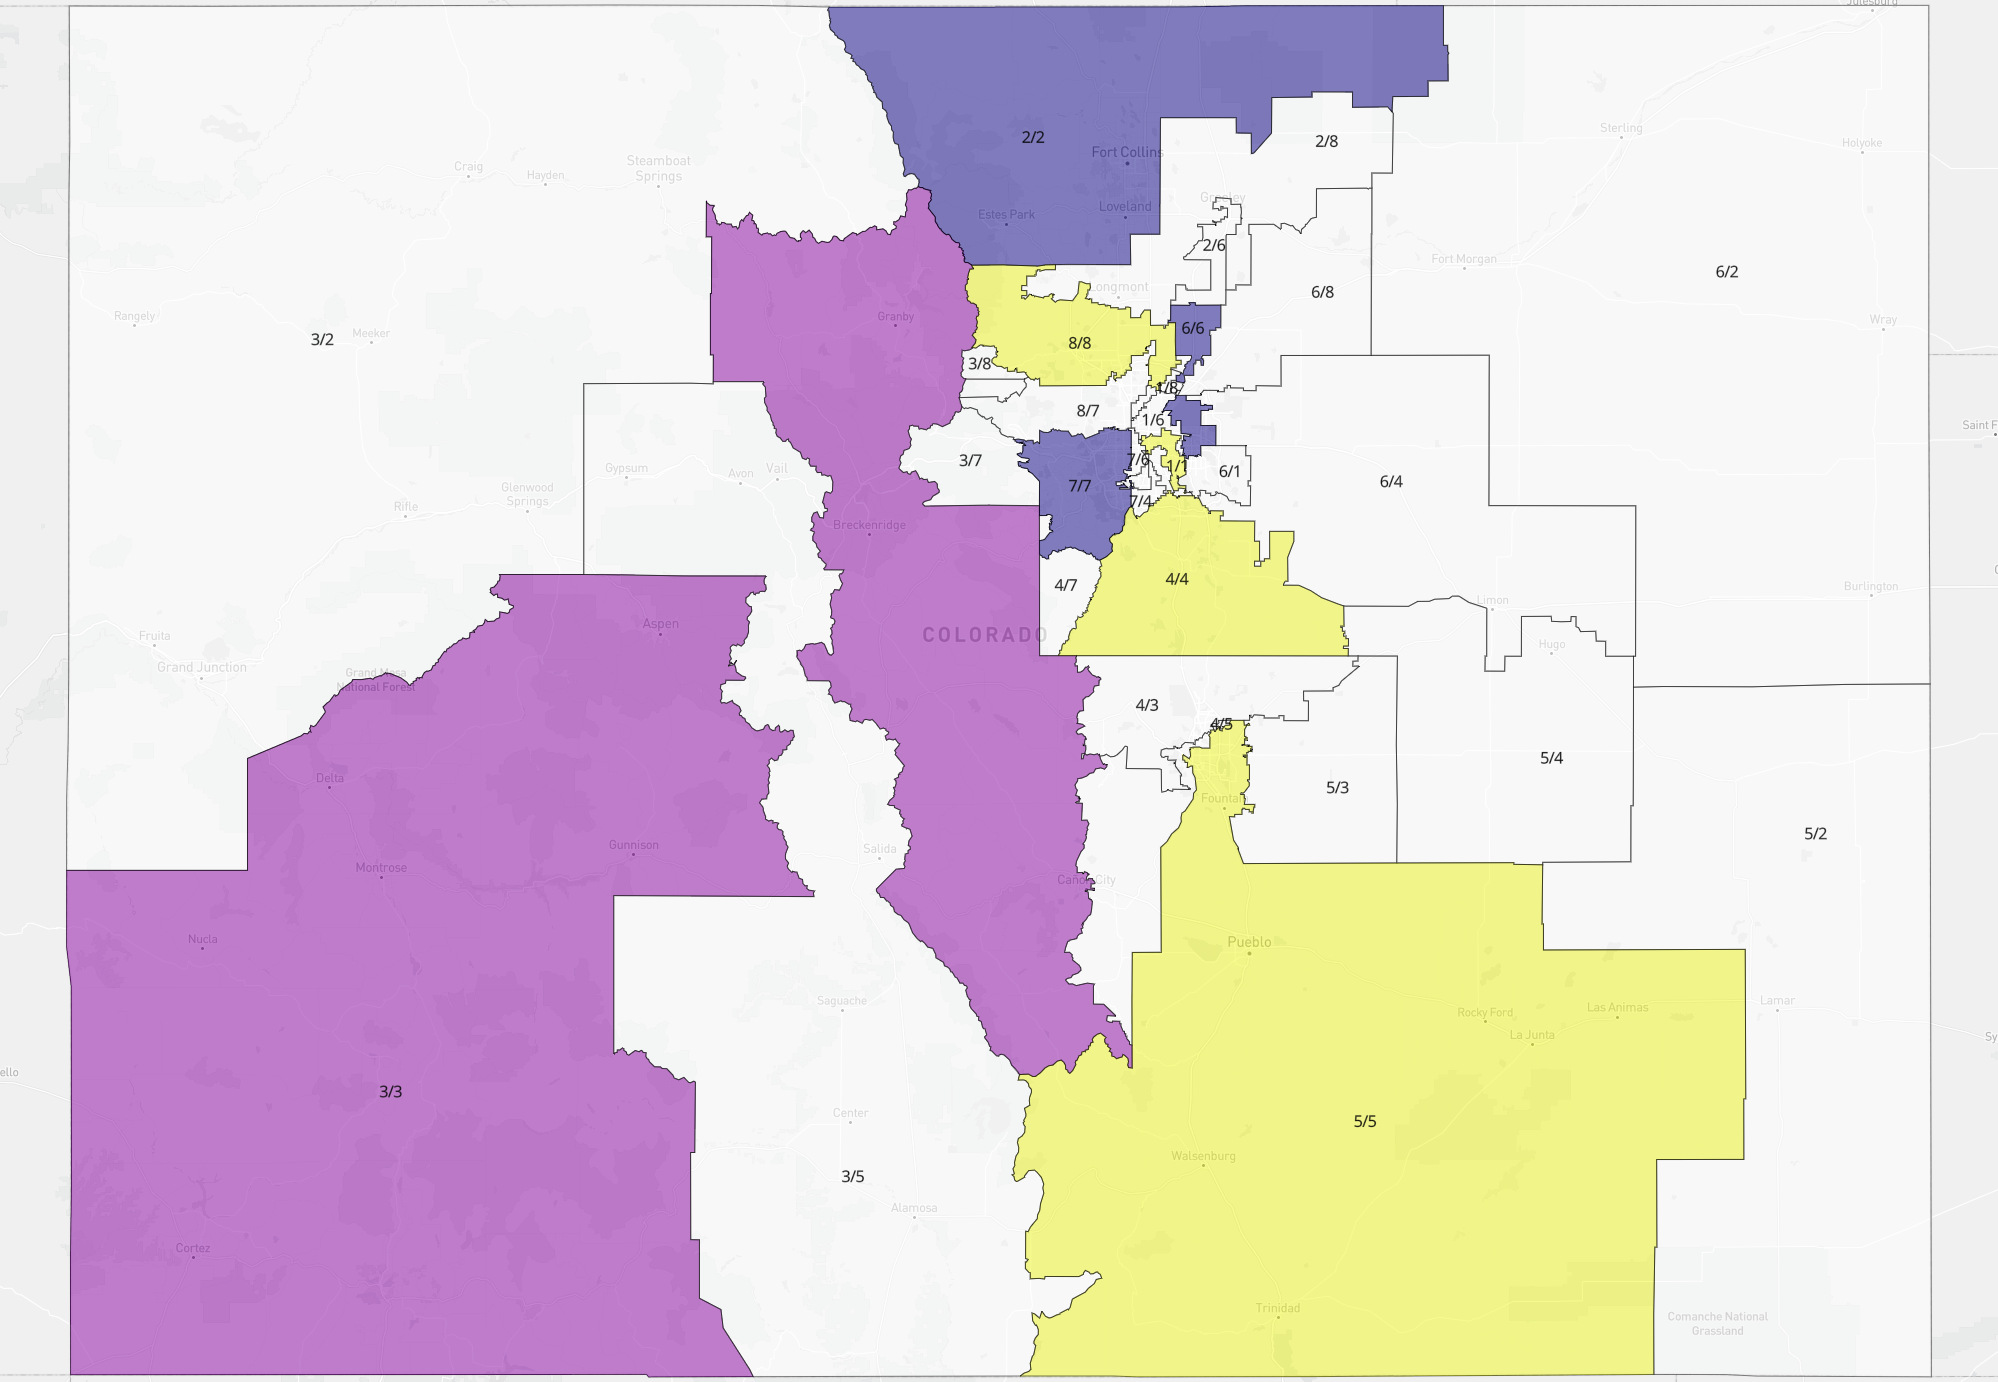 Julesburg
2/2
Fort Collins
2/8
Sterling
Holyoke
Craig
Hayden
Steamboat
Springs
Estes Park
Loveland
Greeley
2/6
Fort Morgan
6/2
Rangely
3/2
Meeker
Granby
Longmont
6/8
6/6
Wray
8/8
3/8
1/8
8/7
1/6
Saint F
3/7
7/6
1/1
6/1
6/4
Gypsum
Avon
Vail
Glenwood
Springs
Rifle
7/7
7/4
Breckenridge
4/7
4/4
Burlington
Limon
Fruita
Aspen
COLORADO
Hugo
Grand Junction
Grand Mesa
National Forest
4/3
4/5
5/4
Delta
5/3
Fountain
5/2
Gunnison
Salida
Montrose
Cañon City
Nucla
Pueblo
Saguache
Rocky Ford
Las Animas
Lamar
La Junta
Sy
ello
3/3
Center
5/5
Walsenburg
3/5
Alamosa
Cortez
Trinidad
Comanche National
Grassland